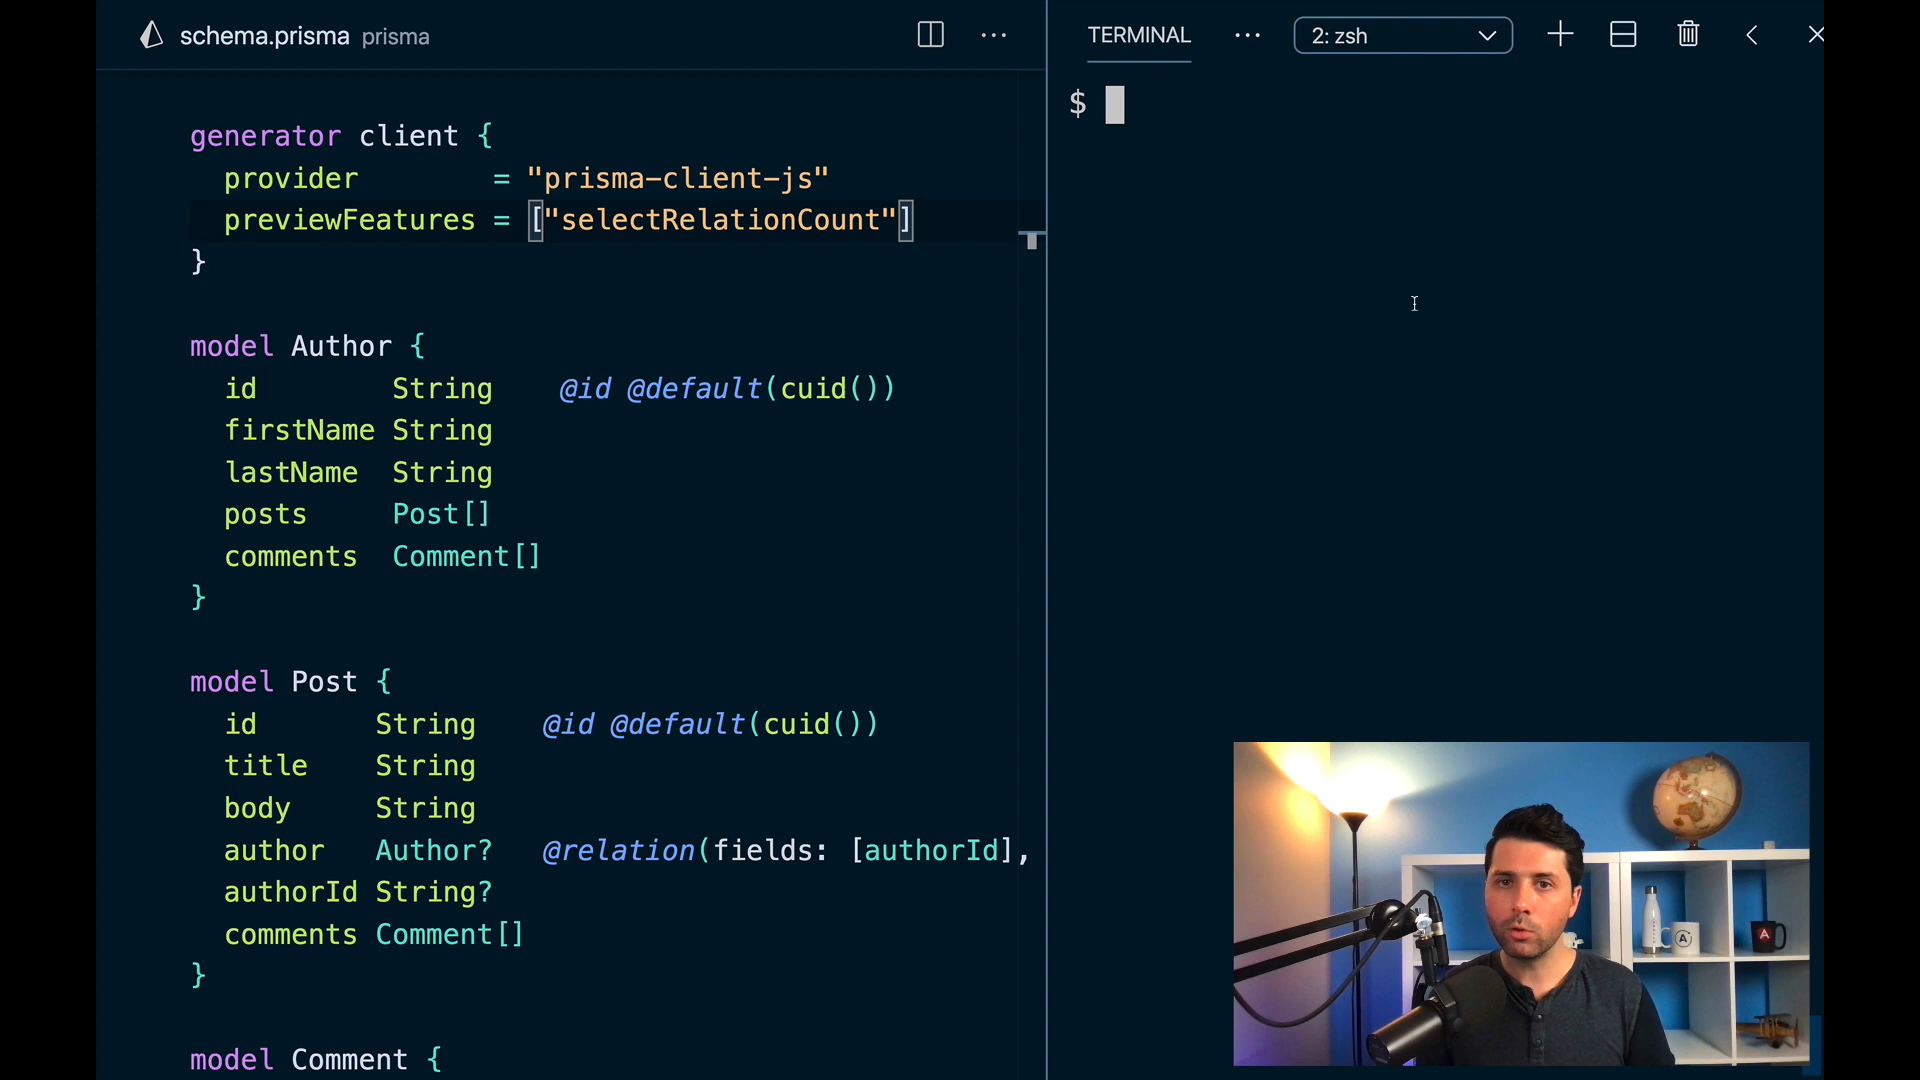 schema.prisma prisma
generator client {
provider = "prisma-client-js"
previewFeatures = ["selectRelationCount"]
}
model Author {
id String @id @default(cuid())
firstName String
lastName String
posts Post[]
comments Comment[]
}
model Post {
id String @id @default(cuid())
title String
body String
author Author? @relation(fields: [authorId],
authorId String?
comments Comment[]
}
model Comment {
TERMINAL
2: zsh
$
A
A